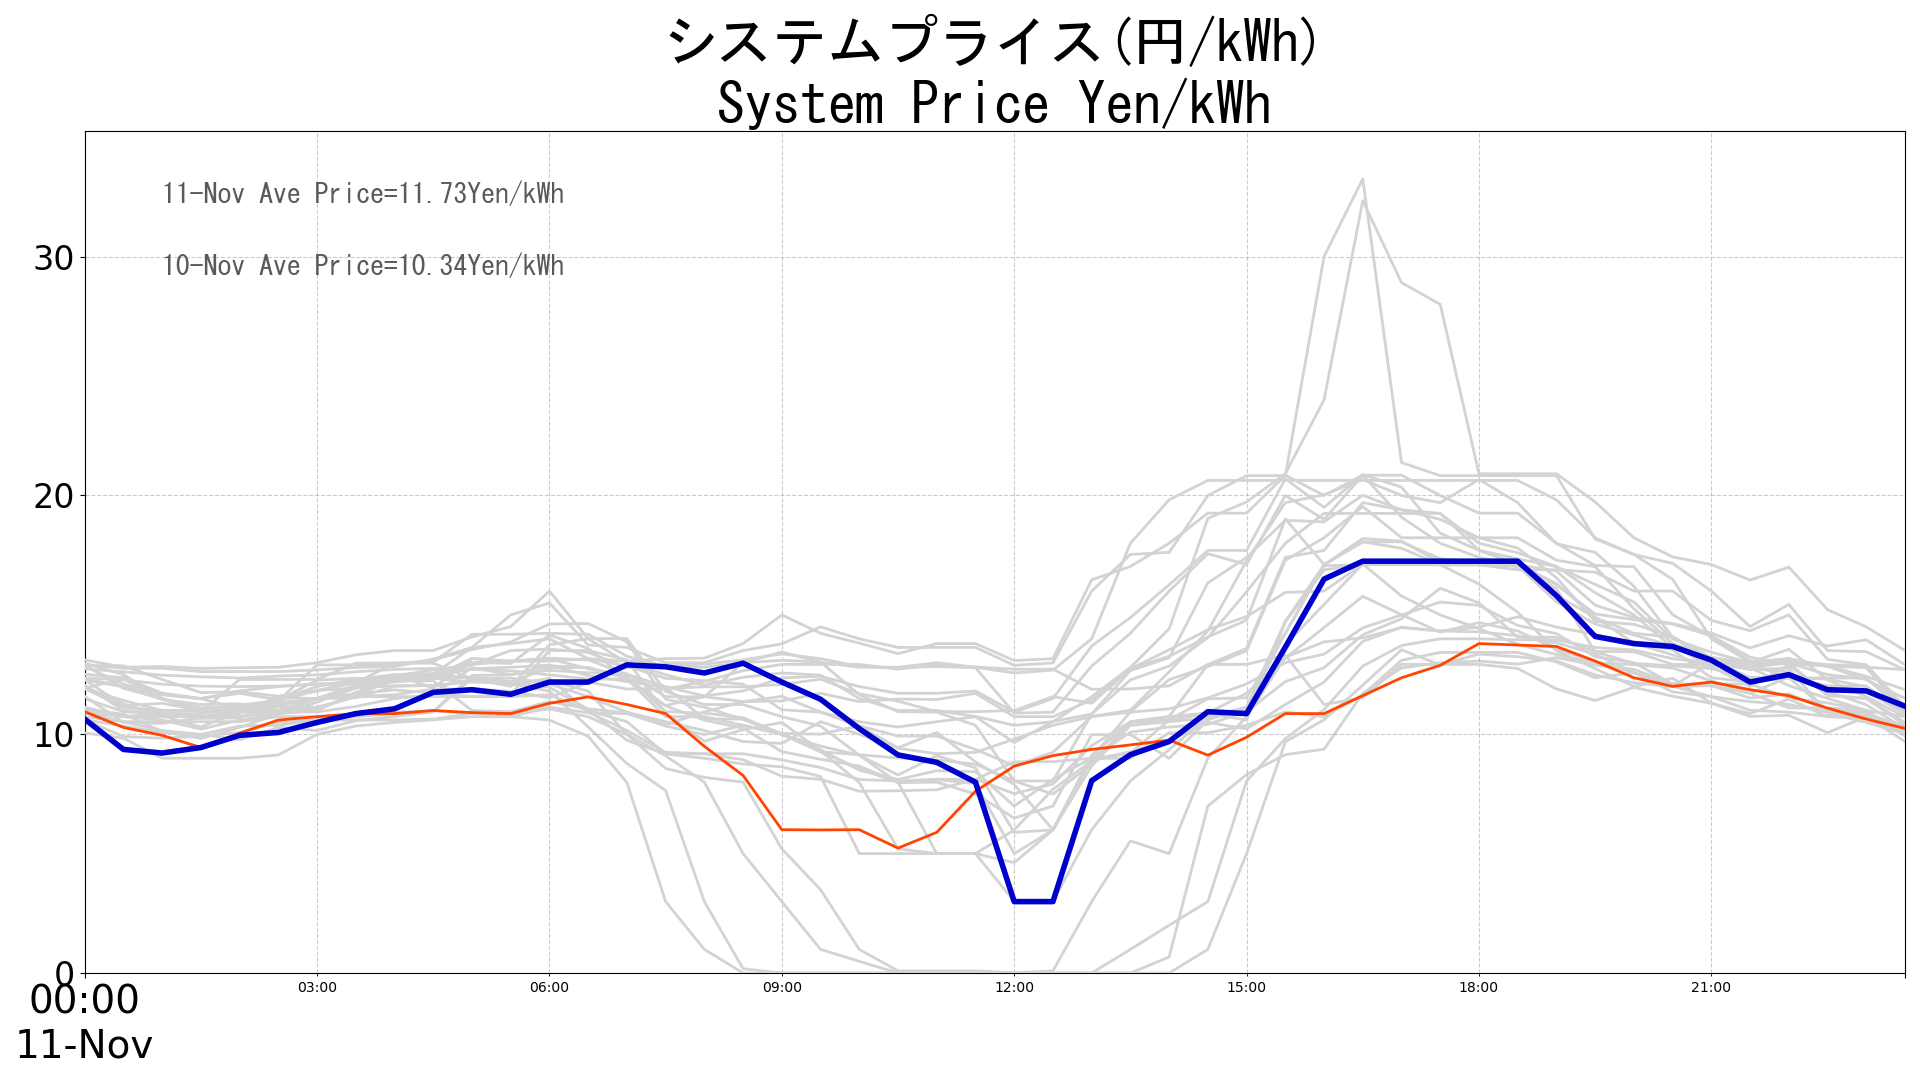 システムプライス(円/kWh)
System Price Yen/kWh
11-Nov Ave Price=11.73Yen/kWh
10-Nov Ave Price=10.34Yen/kWh
30
20
10
0
00:00 03:00 06:00 09:00 12:00 15:00 18:00 21:00
11-Nov